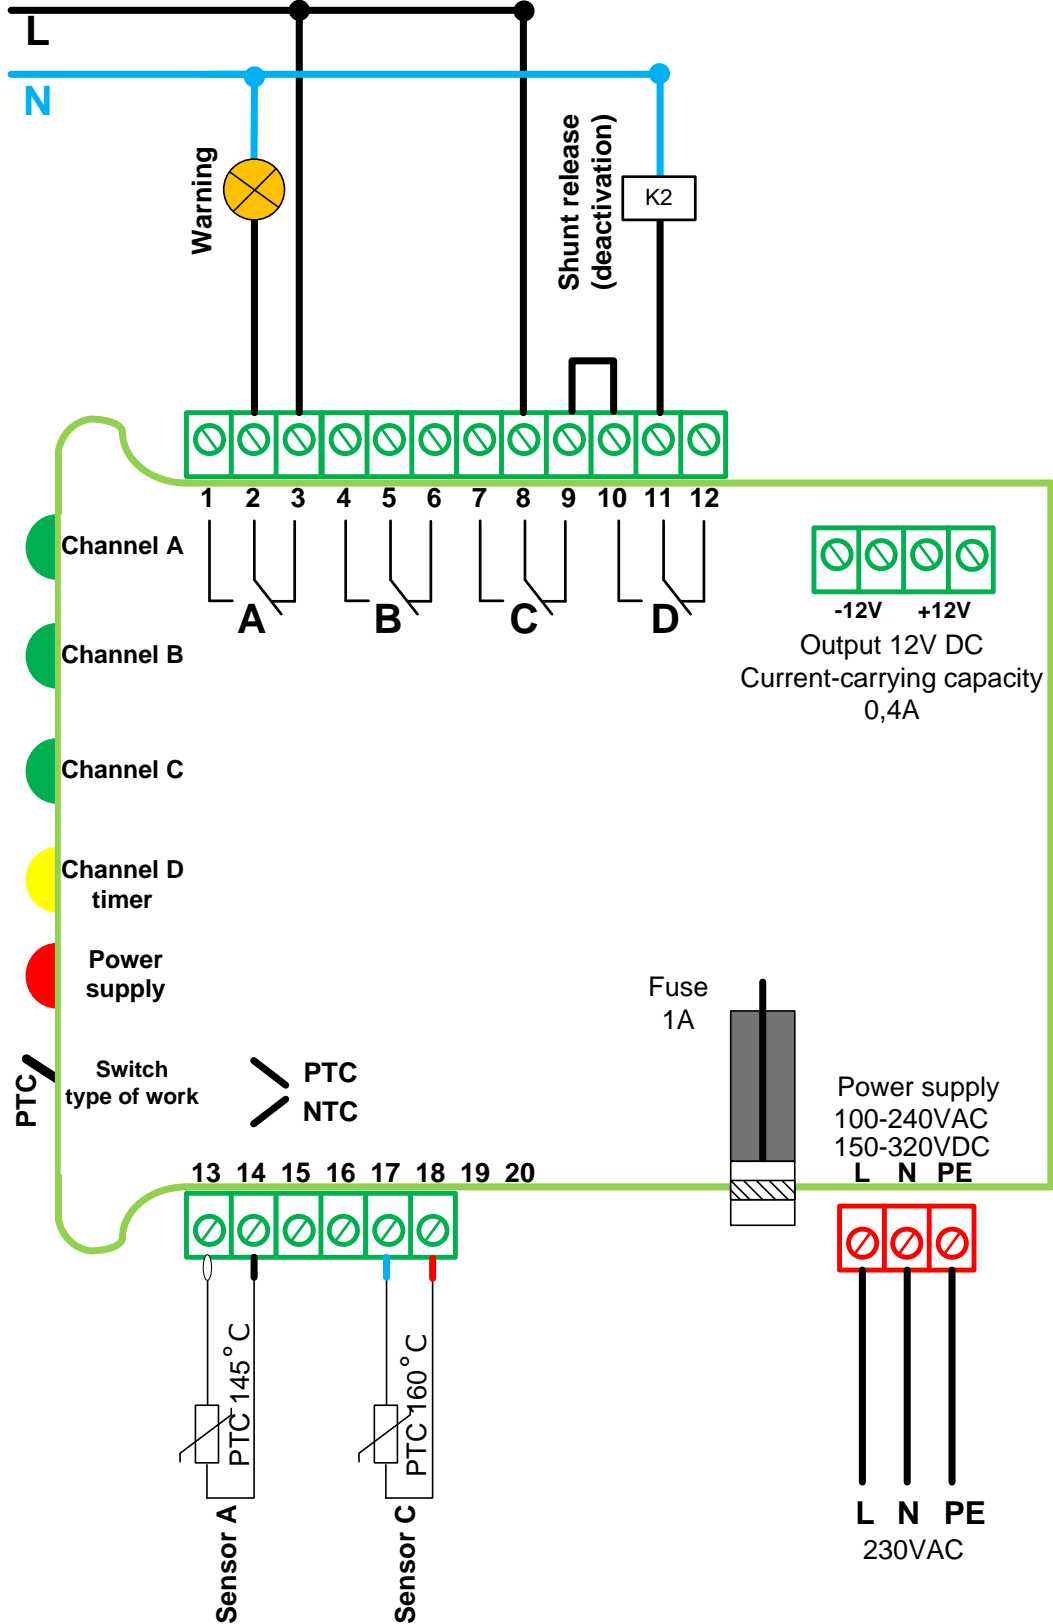 L
N
Warning
Shunt release
(deactivation)
K2
1 2 3 4 5 6 7 8 9 10 11 12
A B C D
Channel A
Channel B
Channel C
Channel D
timer
Power
supply
PTC
Switch
type of work
PTC
NTC
-12V +12V
Output 12V DC
Current-carrying capacity
0,4A
Fuse
1A
Power supply
100-240VAC
150-320VDC
L N PE
13 14 15 16 17 18 19 20
PTC 145°C
PTC 160°C
Sensor A
Sensor C
L N PE
230VAC